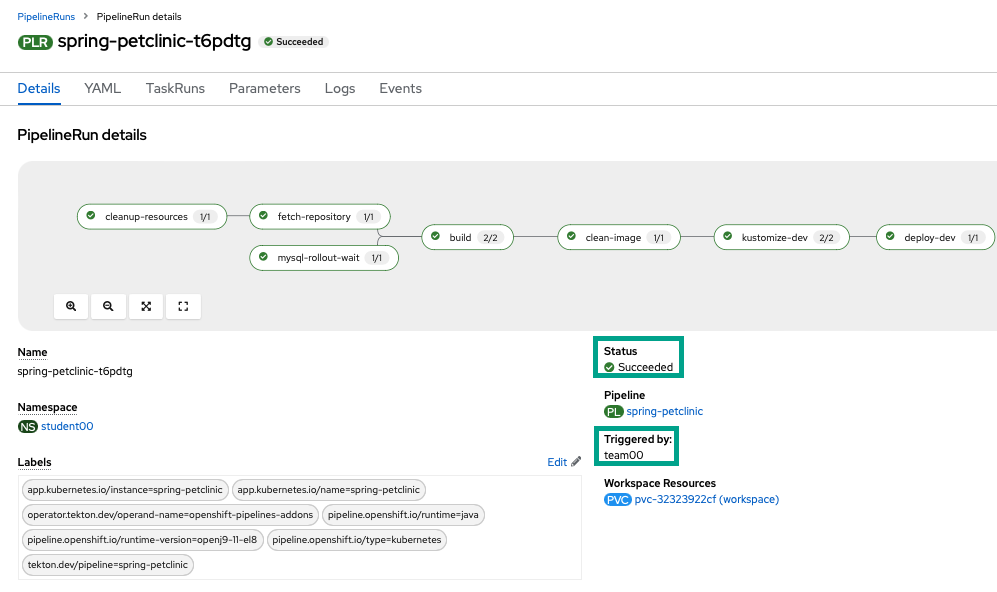 PipelineRuns > PipelineRun details
PLR spring-petclinic-t6pdtg Succeeded
Details YAML TaskRuns Parameters Logs Events
PipelineRun details
cleanup-resources 1/1
fetch-repository 1/1
mysql-rollout-wait 1/1
build 2/2
clean-image 1/1
kustomize-dev 2/2
deploy-dev 1/1
Name
spring-petclinic-t6pdtg
Namespace
NS student00
Labels
Edit
app.kubernetes.io/instance=spring-petclinic app.kubernetes.io/name=spring-petclinic
operator.tekton.dev/operand-name=openshift-pipelines-addons pipeline.openshift.io/runtime=java
pipeline.openshift.io/runtime-version=openj9-11-el8 pipeline.openshift.io/type=kubernetes
tekton.dev/pipeline=spring-petclinic
Status
Succeeded
Pipeline
PL spring-petclinic
Triggered by:
team00
Workspace Resources
PVC pvc-32323922cf (workspace)